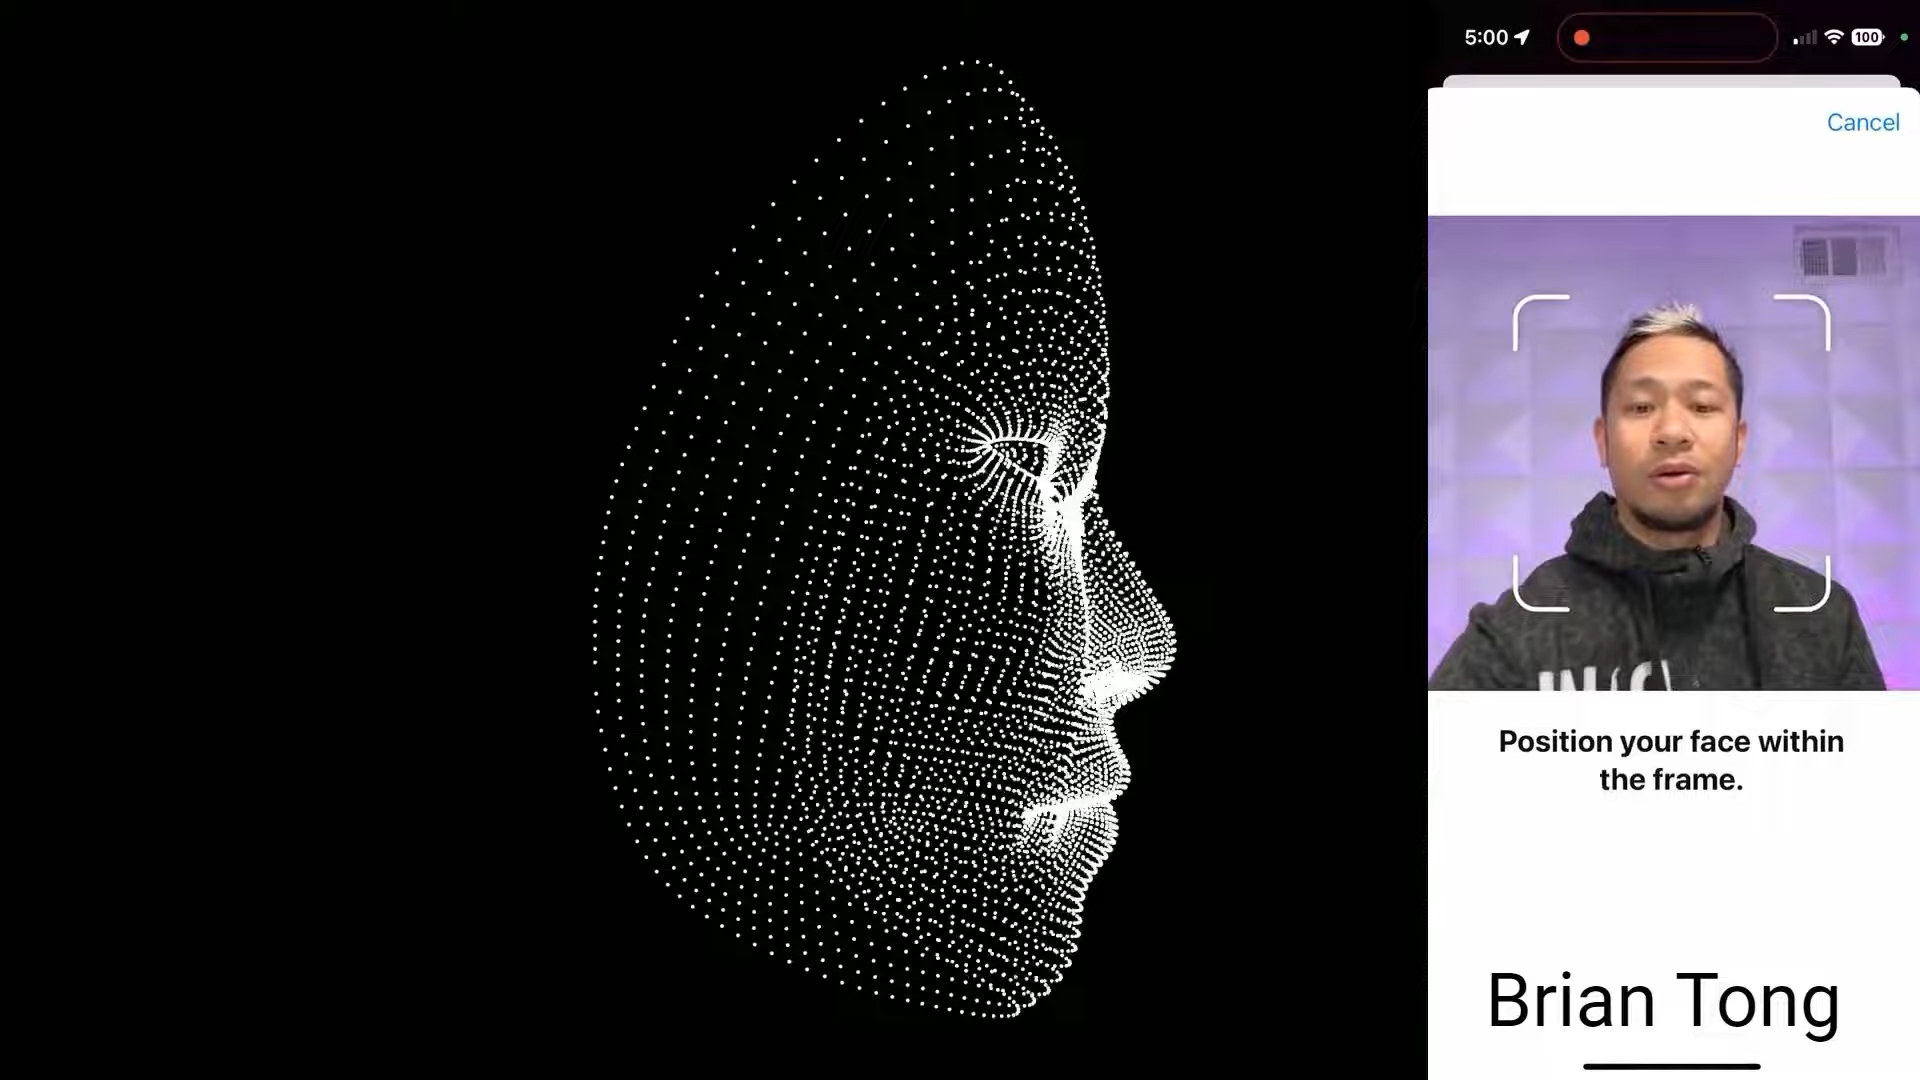 5:00
100
Cancel
Position your face within
the frame.
Brian Tong